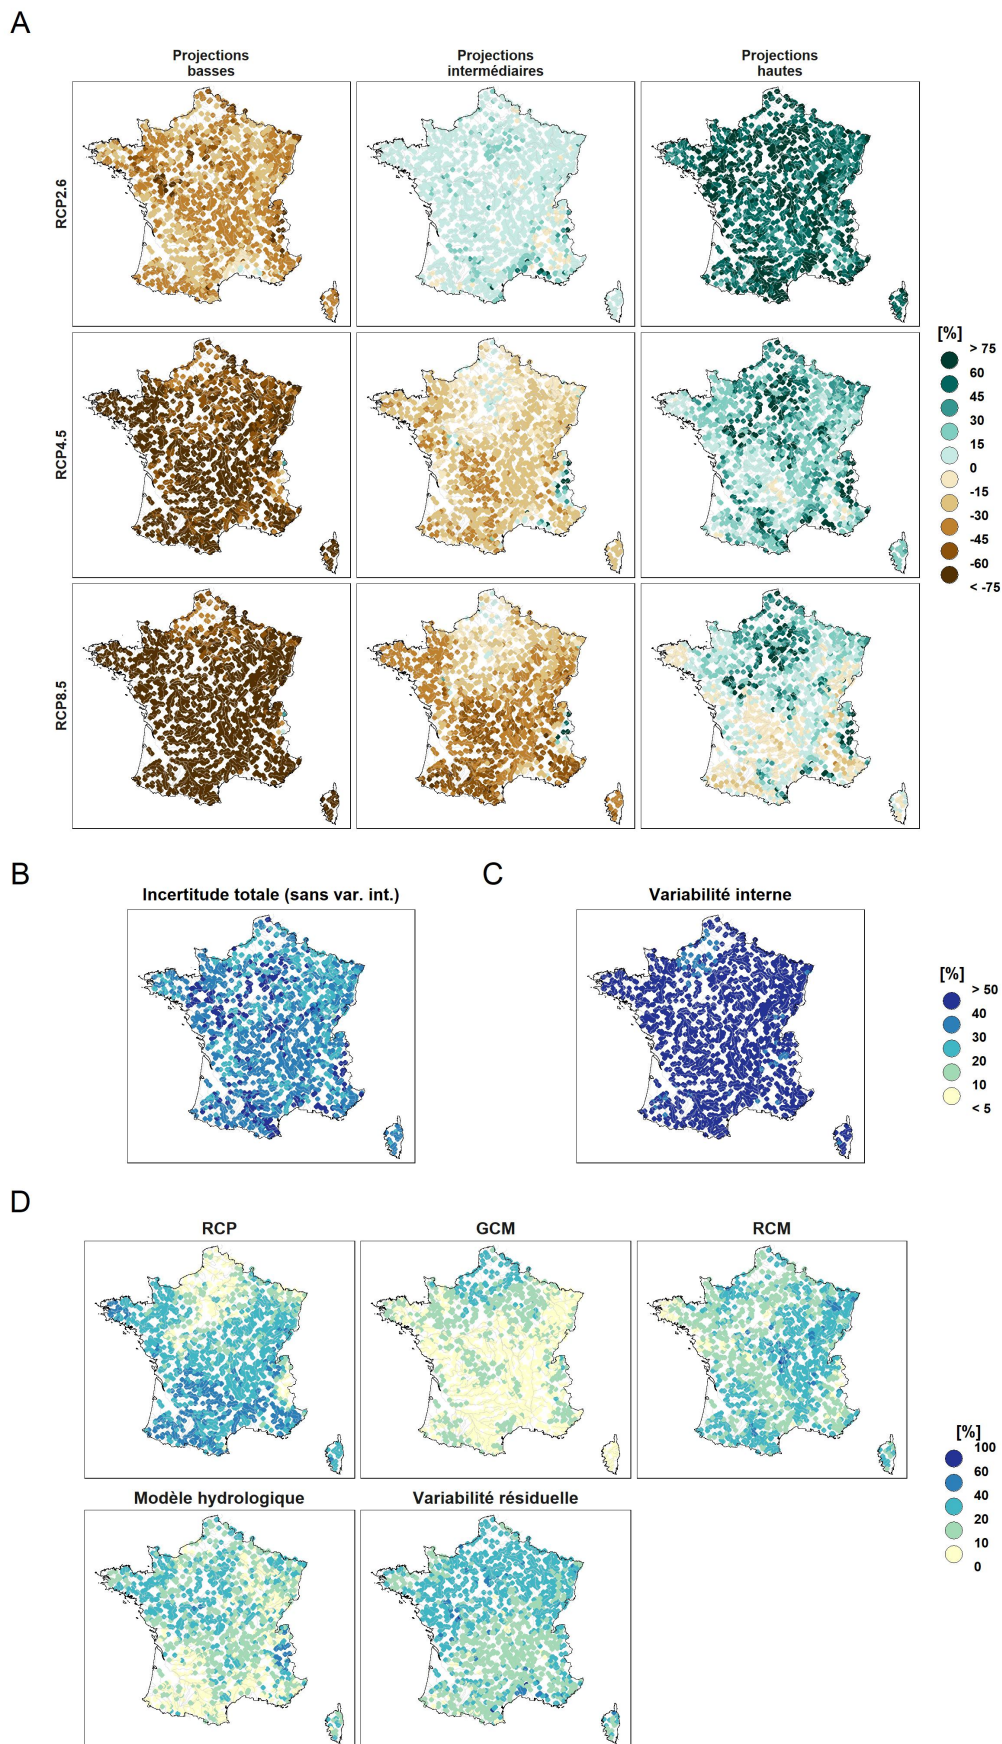 A
Projections
basses
Projections
intermédiaires
Projections
hautes
RCP2.6
RCP4.5
RCP8.5
[%]
> 75
60
45
30
15
0
-15
-30
-45
-60
< -75
B
Incertitude totale (sans var. int.)
C
Variabilité interne
[%]
> 50
40
30
20
10
< 5
D
RCP
GCM
RCM
Modèle hydrologique
Variabilité résiduelle
[%]
100
60
40
20
10
0